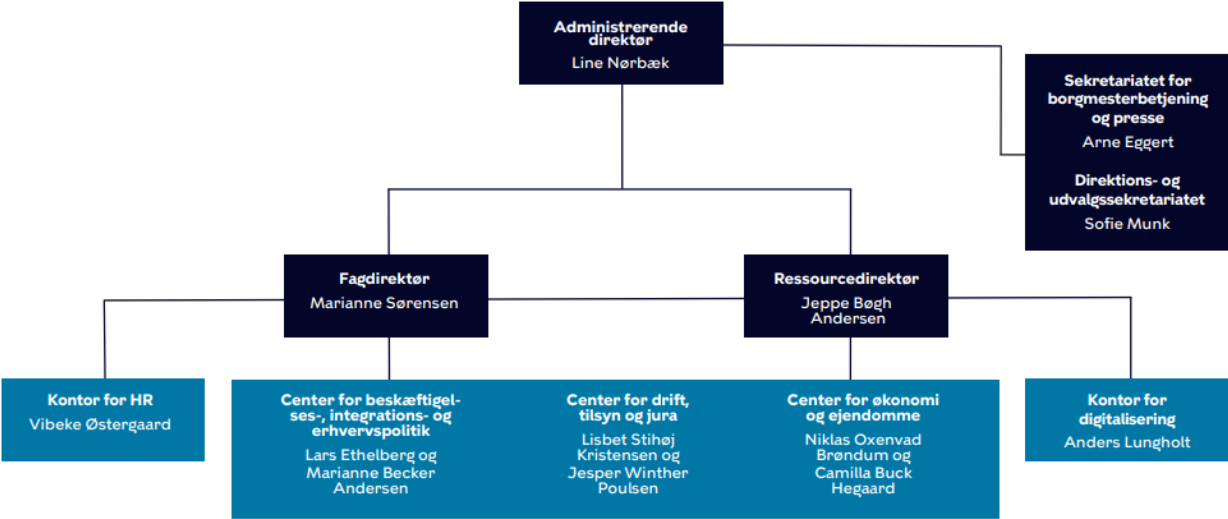 Administrerende
direktør
Line Nørbæk
Sekretariatet for
borgmesterbetjening
og presse
Arne Eggert
Direktions- og
udvalgssekretariatet
Sofie Munk
Fagdirektør
Marianne Sørensen
Ressourcedirektør
Jeppe Bøgh
Andersen
Kontor for HR
Vibeke Østergaard
Center for beskæftigel-
ses-, integrations- og
erhvervspolitik
Lars Ethelberg og
Marianne Becker
Andersen
Center for drift,
tilsyn og jura
Lisbet Stihøj
Kristensen og
Jesper Winther
Poulsen
Center for økonomi
og ejendomme
Niklas Oxenvad
Brøndum og
Camilla Buck
Hegaard
Kontor for
digitalisering
Anders Lungholt